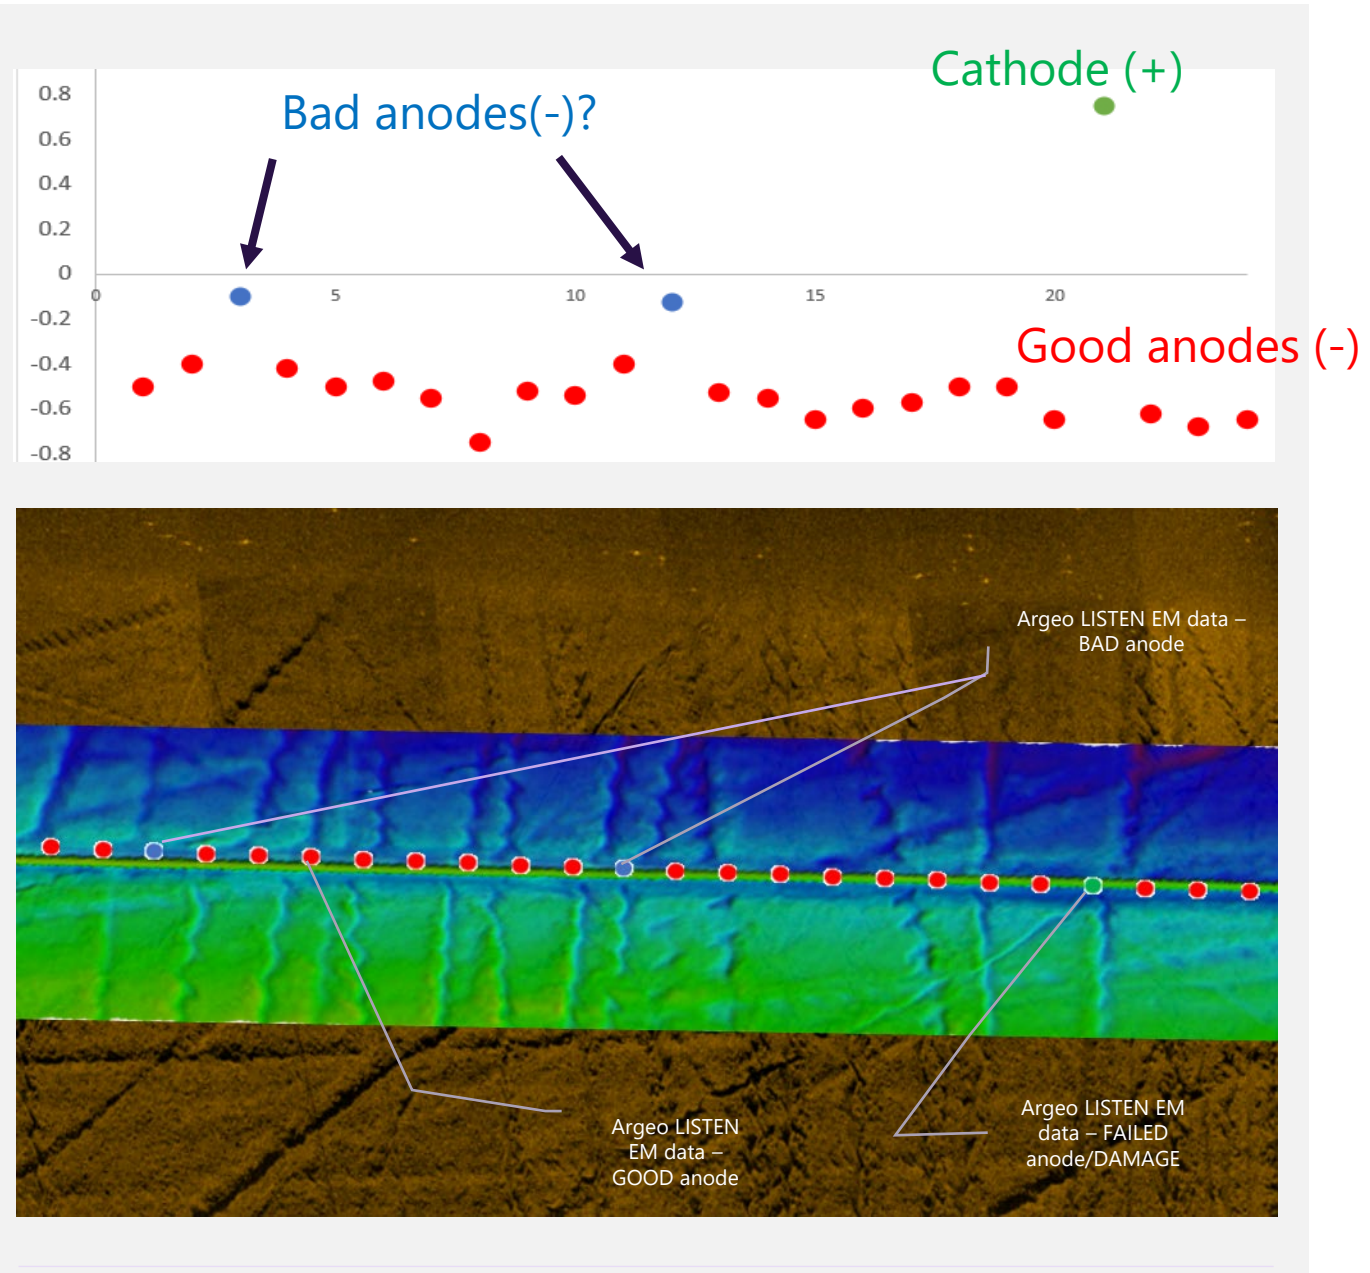 Cathode (+)
0.8
Bad anodes(-)?
0.6
0.4
0.2
0
0
5
10
15
20
-0.2
Good anodes (-)
-0.4
-0.6
-0.8
Argeo LISTEN EM data –
BAD anode
Argeo LISTEN
EM data –
GOOD anode
Argeo LISTEN EM
data – FAILED
anode/DAMAGE